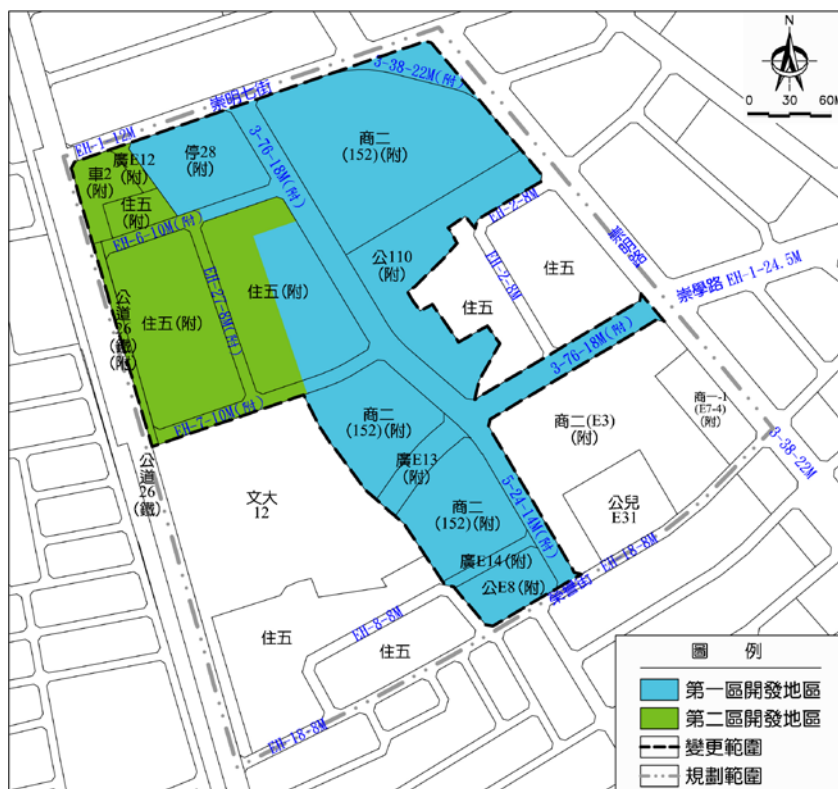 N
0 30 60M
3-38-22M(附)
崇明七街
EH-1-12M
廣E12
(附)
車2
(附)
停28
(附)
3-76-18M(附)
商二
(152)(附)
住五
(附)
EH-6-10M(附)
EH-2-8M
崇明路
公110
(附)
EH-2-8M
住五
崇學路 EH-1-24.5M
住五
公道
26
(鐵)
(附)
住五(附)
EH-27-8M(附)
住五(附)
3-76-18M(附)
EH-7-10M(附)
商二
(152)(附)
商二(E3)
(附)
商一-1
(E7-4)
(附)
3-38-22M
公道
26
(鐵)
文大
12
廣E13
(附)
商二
(152)(附)
5-24-14M(附)
公兒
E31
廣E14(附)
公E8(附)
EH-18-8M
EH-8-8M
住五
住五
EH-18-8M
圖 例
第一區開發地區
第二區開發地區
變更範圍
規劃範圍